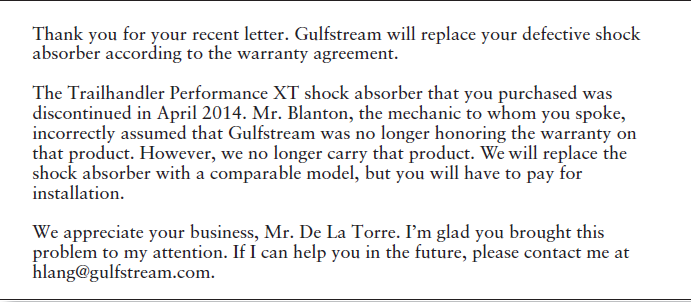 Thank you for your recent letter. Gulfstream will replace your defective shock
absorber according to the warranty agreement.
The Trailhandler Performance XT shock absorber that you purchased was
discontinued in April 2014. Mr. Blanton, the mechanic to whom you spoke,
incorrectly assumed that Gulfstream was no longer honoring the warranty on
that product. However, we no longer carry that product. We will replace the
shock absorber with a comparable model, but you will have to pay for
installation.
We appreciate your business, Mr. De La Torre. I’m glad you brought this
problem to my attention. If I can help you in the future, please contact me at
hlang@gulfstream.com.